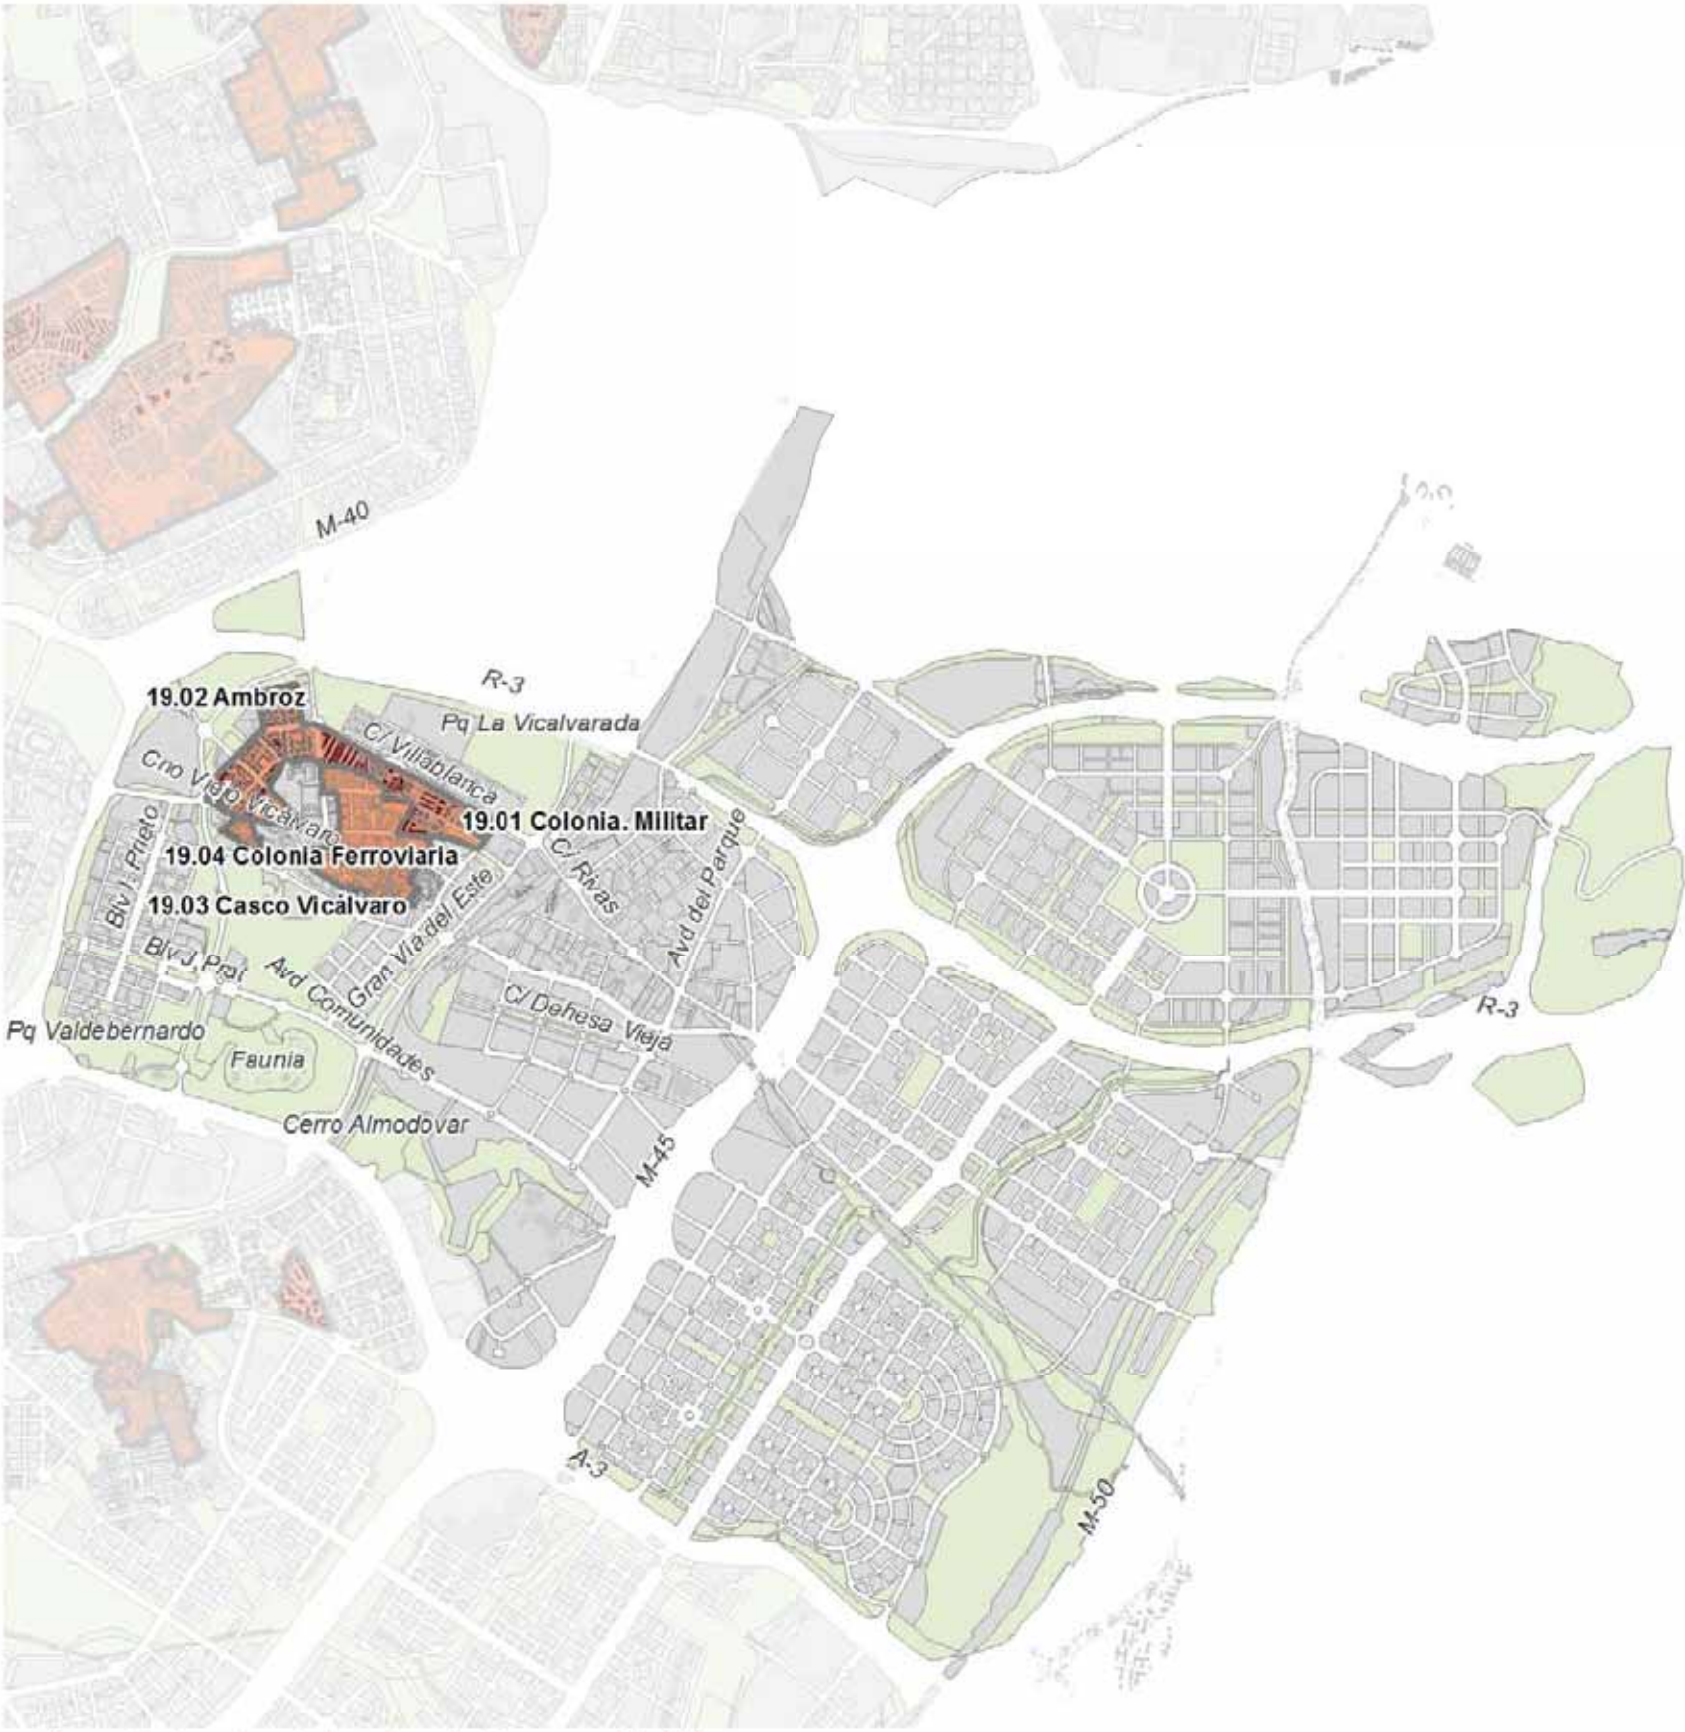 M-40
R-3
19.02 Ambroz
Pq La Vicalvarada
C/ Villablanca
Cno Viejo Vicalvaro
19.01 Colonia. Militar
Blv I. Prieto
19.04 Colonia Ferroviaria
C/ Rivas
Avd del Parque
19.03 Casco Vicálvaro
Gran Via del Este
Blv J. Prat
Avd Comunidades
C/ Dehesa Vieja
R-3
Pq Valdebernardo
Faunia
Cerro Almodovar
M-45
A-3
M-50